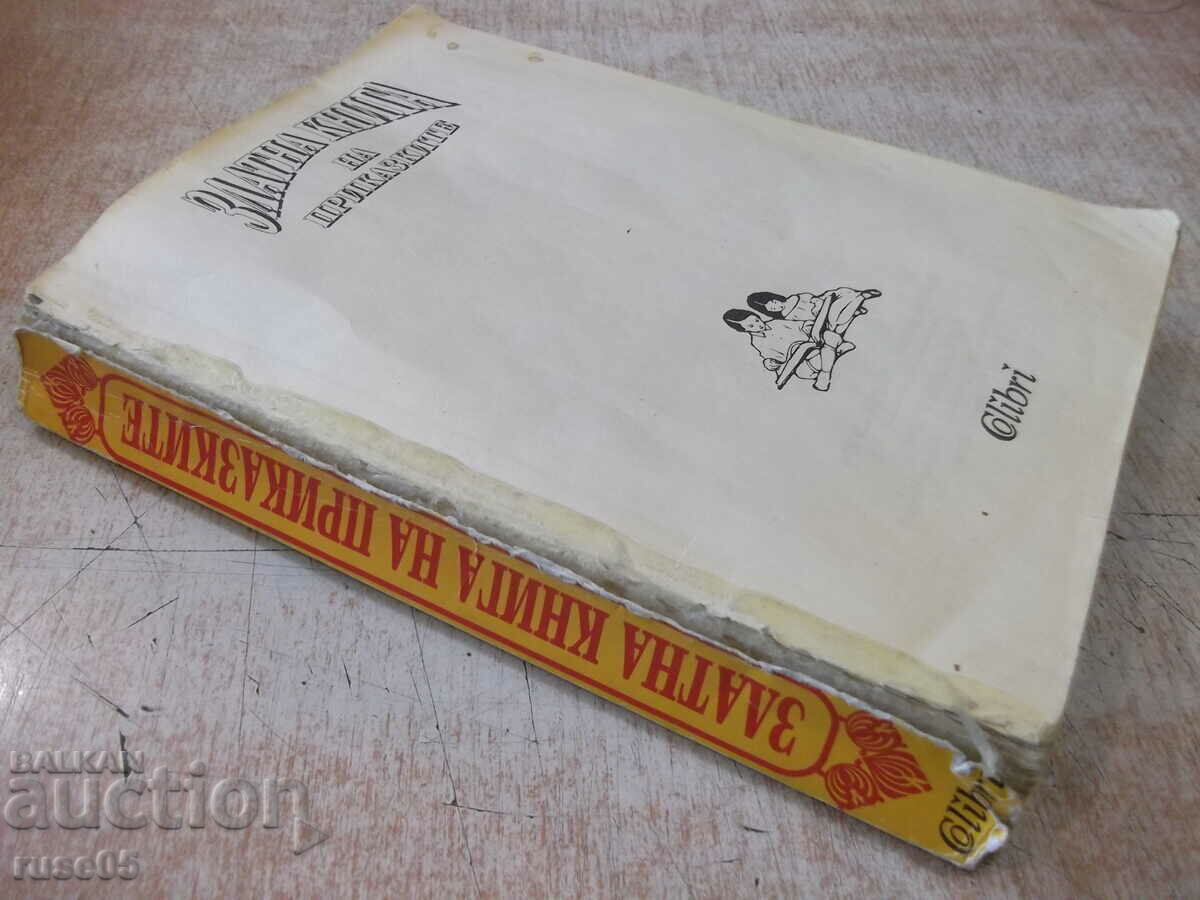 ЗЛАТНА КНИГА
НА
ПРИКАЗКИТЕ
Colibri
ЗЛАТНА КНИГА НА ПРИКАЗКИТЕ
Colibri
BALKAN
auction
ruse05